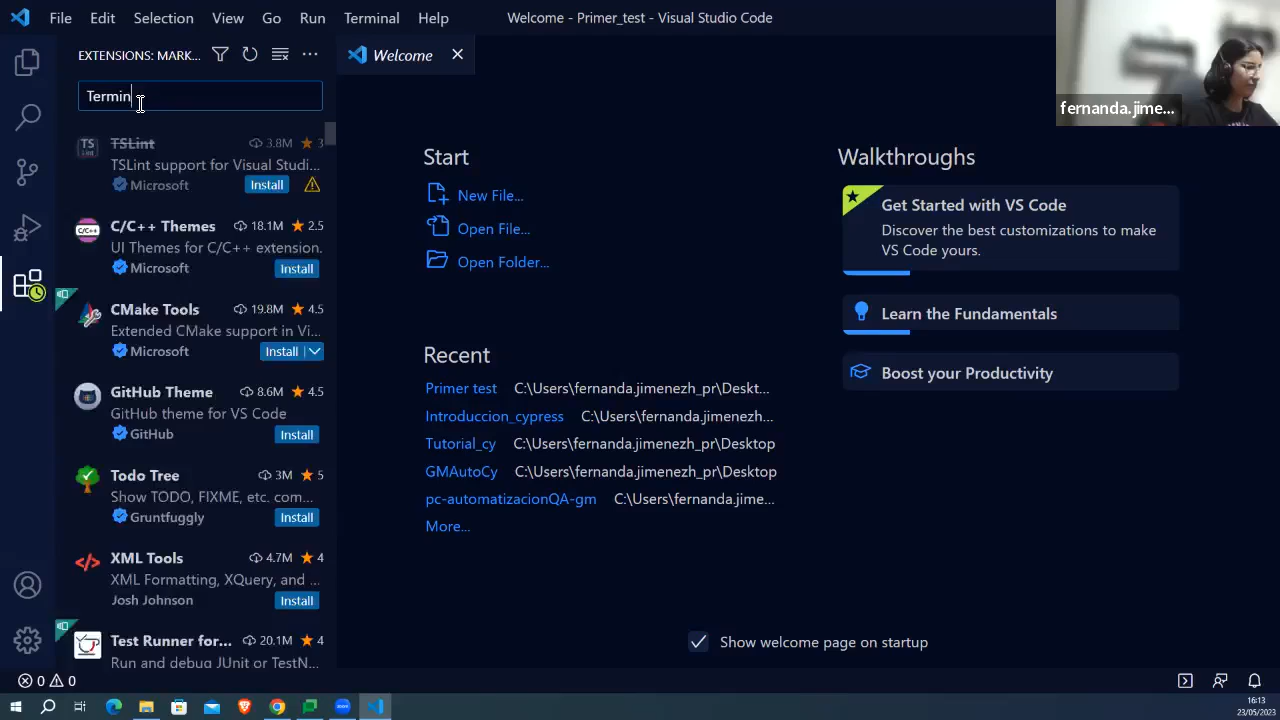 File Edit Selection View Go Run Terminal Help
Welcome - Primer_test - Visual Studio Code
EXTENSIONS: MARK...
Welcome
Termin
TSLint 3.8M 3
TSLint support for Visual Studi...
Microsoft Install
C/C++ Themes 18.1M 2.5
UI Themes for C/C++ extension.
Microsoft Install
CMake Tools 19.8M 4.5
Extended CMake support in Vi...
Microsoft Install
GitHub Theme 8.6M 4.5
GitHub theme for VS Code
GitHub Install
Todo Tree 3M 5
Show TODO, FIXME, etc. com...
Gruntfuggly Install
XML Tools 4.7M 4
XML Formatting, XQuery, and ...
Josh Johnson Install
Test Runner for... 20.1M 4
Run and debug JUnit or TestN...
Start
New File...
Open File...
Open Folder...
Recent
Primer test C:\Users\fernanda.jimenezh_pr\Deskt...
Introduccion_cypress C:\Users\fernanda.jimenezh...
Tutorial_cy C:\Users\fernanda.jimenezh_pr\Desktop
GMAutoCy C:\Users\fernanda.jimenezh_pr\Desktop
pc-automatizacionQA-gm C:\Users\fernanda.jime...
More...
Walkthroughs
Get Started with VS Code
Discover the best customizations to make
VS Code yours.
Learn the Fundamentals
Boost your Productivity
Show welcome page on startup
fernanda.jime...
0 0
16:13
23/05/2023